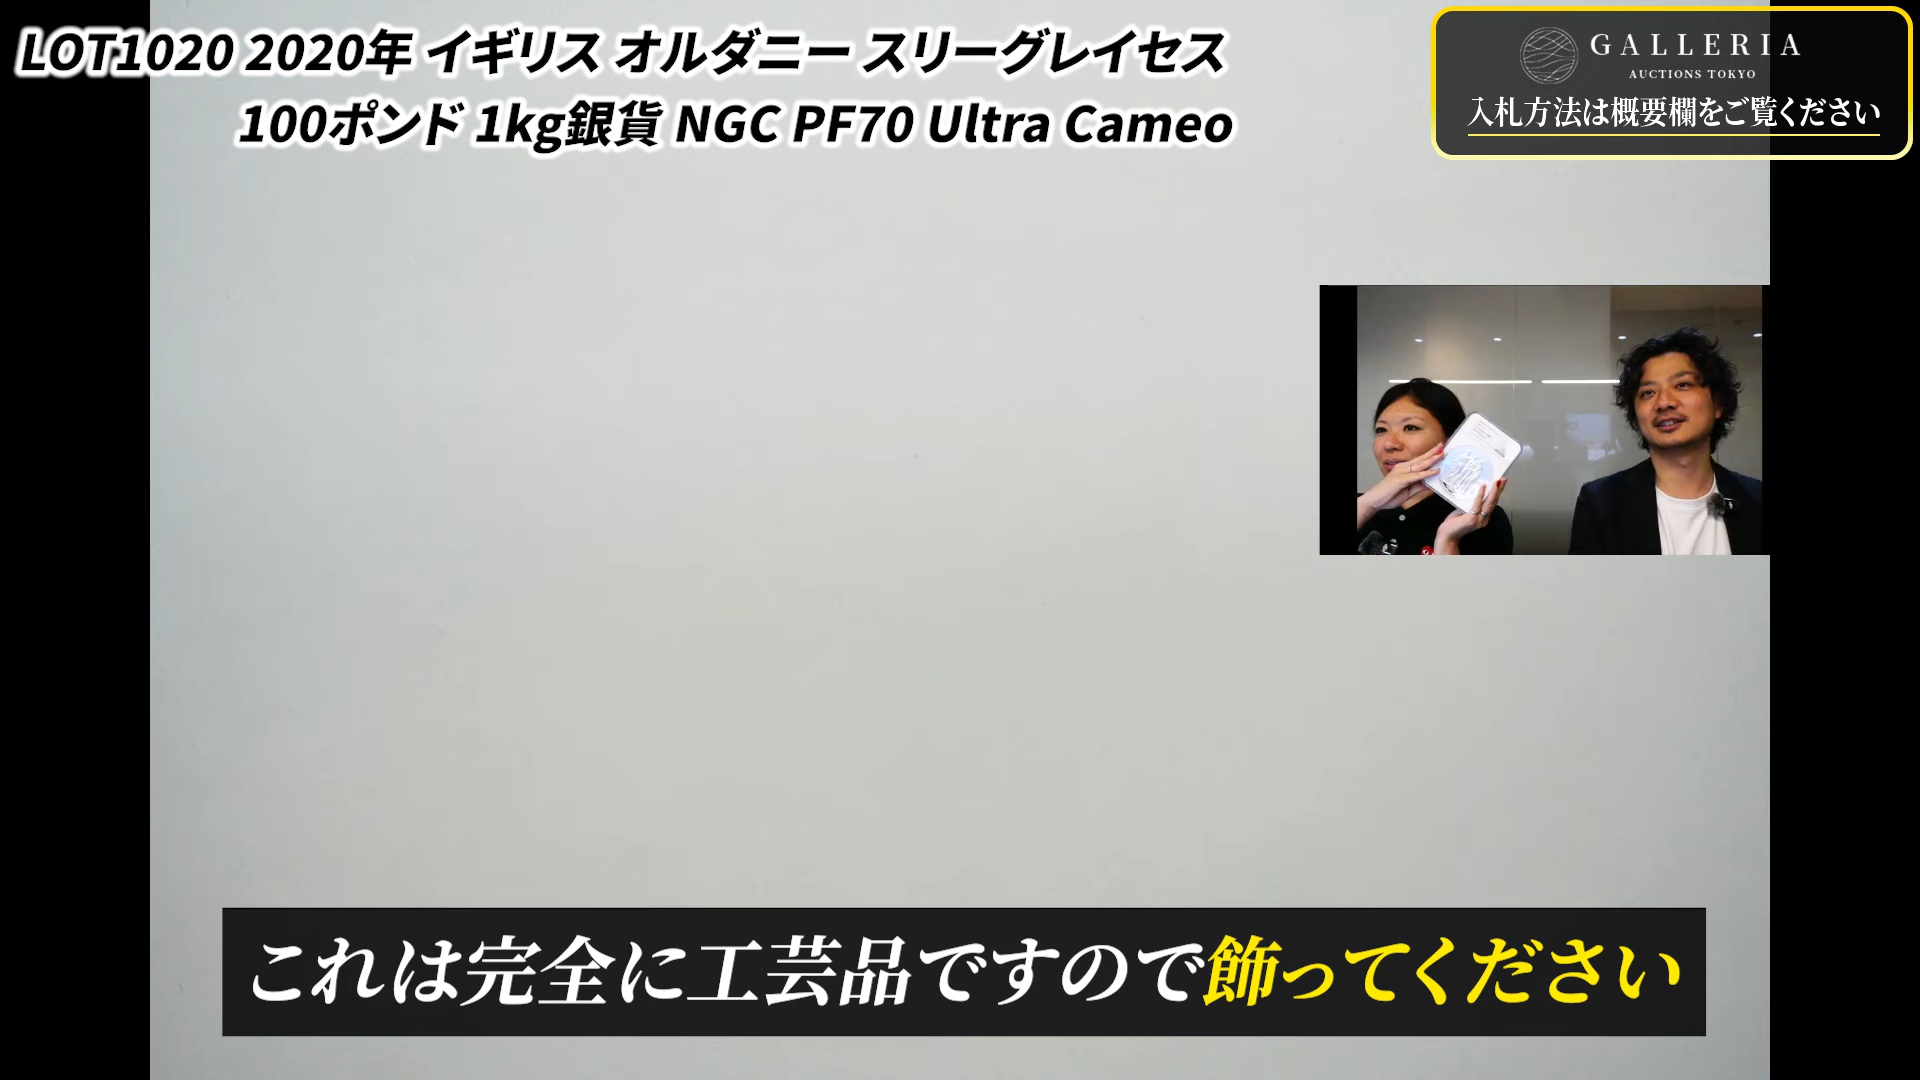 LOT1020 2020年 イギリス オルダニー スリーグレイセス
100ポンド 1kg銀貨 NGC PF70 Ultra Cameo
GALLERIA
AUCTIONS TOKYO
入札方法は概要欄をご覧ください
これは完全に工芸品ですので飾ってください